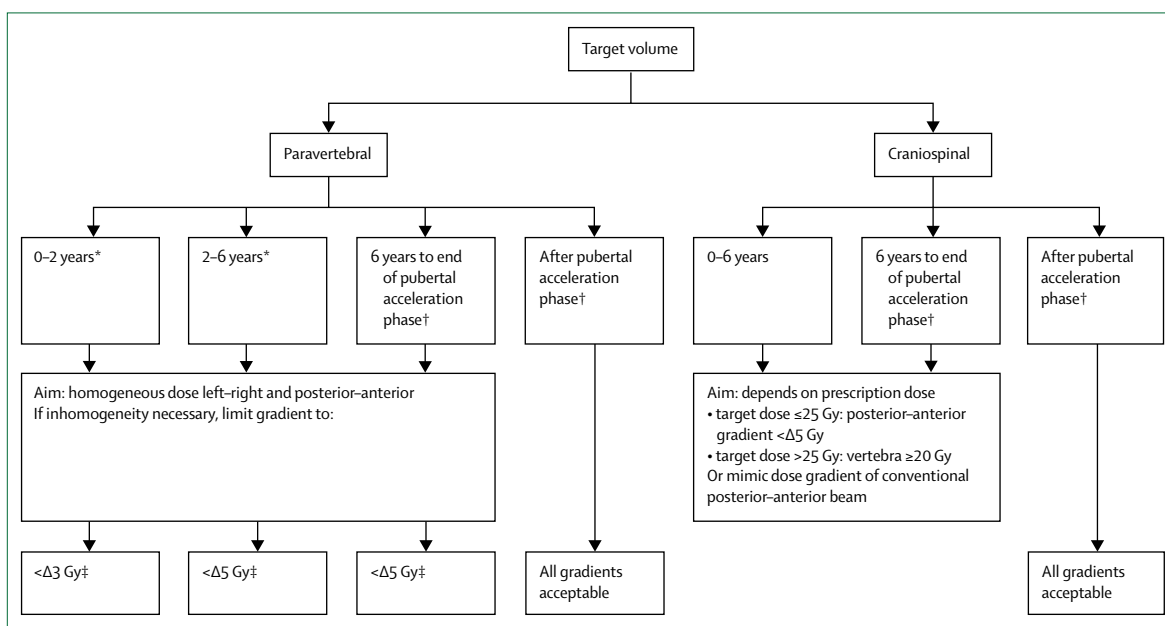 Target volume
Paravertebral
Craniospinal
0–2 years*
2–6 years*
6 years to end
of pubertal
acceleration
phase†
After pubertal
acceleration
phase†
0–6 years
6 years to end
of pubertal
acceleration
phase†
After pubertal
acceleration
phase†
Aim: homogeneous dose left–right and posterior–anterior
If inhomogeneity necessary, limit gradient to:
Aim: depends on prescription dose
• target dose ≤25 Gy: posterior–anterior
gradient <Δ5 Gy
• target dose >25 Gy: vertebra ≥20 Gy
Or mimic dose gradient of conventional
posterior–anterior beam
<Δ3 Gy‡
<Δ5 Gy‡
<Δ5 Gy‡
All gradients
acceptable
All gradients
acceptable